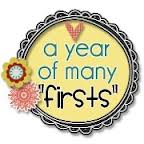 a year
of many
"firsts"